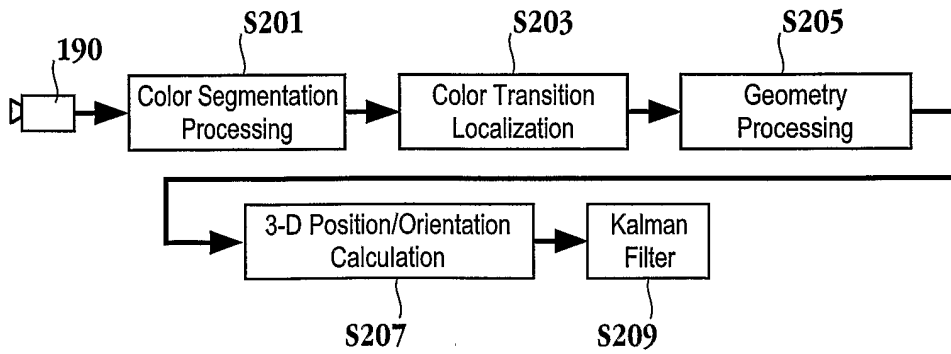 190
S201
S203
S205
Color Segmentation
Processing
Color Transition
Localization
Geometry
Processing
3-D Position/Orientation
Calculation
Kalman
Filter
S207
S209